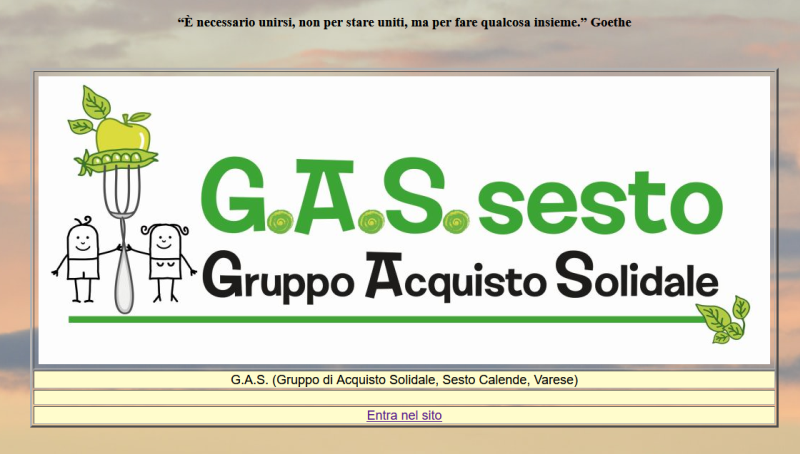 “È necessario unirsi, non per stare uniti, ma per fare qualcosa insieme.” Goethe
G.A.S. sesto
Gruppo Acquisto Solidale
G.A.S. (Gruppo di Acquisto Solidale, Sesto Calende, Varese)
Entra nel sito